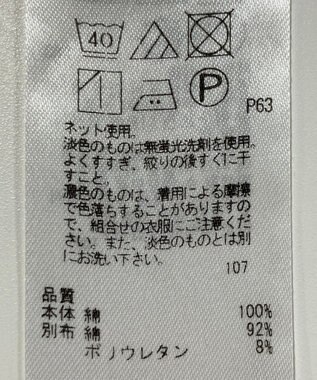 40
P
P63
ネット使用。
淡色のものは無蛍光洗剤を使用。
よくすすぎ、絞りの後すぐに干
すこと。
濃色のものは、着用による摩擦
で色落ちすることがありますの
で、組合せの衣服にご注意くだ
さい。また、淡色のものとは別
にお洗い下さい。
107
品質
本体 綿 100%
別布 綿 92%
ポリウレタン 8%